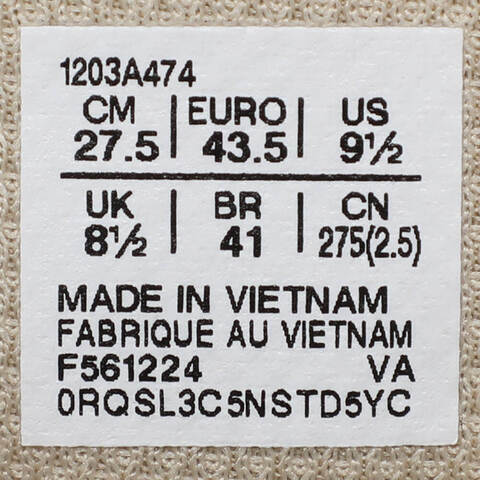 1203A474
CM | EURO | US
27.5 | 43.5 | 9½
UK | BR | CN
8½ | 41 | 275(2.5)
MADE IN VIETNAM
FABRIQUE AU VIETNAM
F561224 VA
0RQSL3C5NSTD5YC